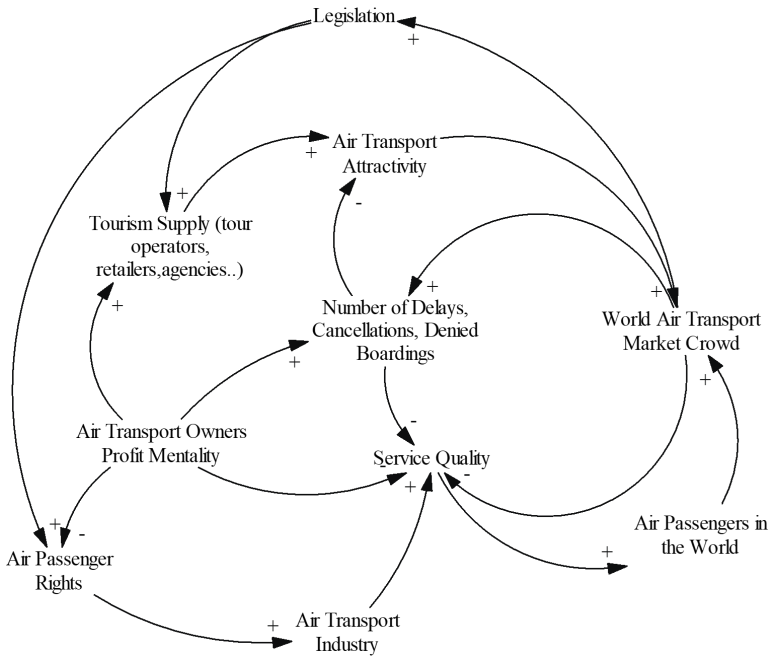 Legislation
+
Air Transport
Attractivity
+
+
-
Tourism Supply (tour
operators,
retailers,agencies..)
+
+
+
Number of Delays,
Cancellations, Denied
Boardings
World Air Transport
Market Crowd
+
+
Air Transport Owners
Profit Mentality
-
Service Quality
-
+
-
Air Passengers in
the World
+
+
-
Air Passenger
Rights
+
Air Transport
Industry